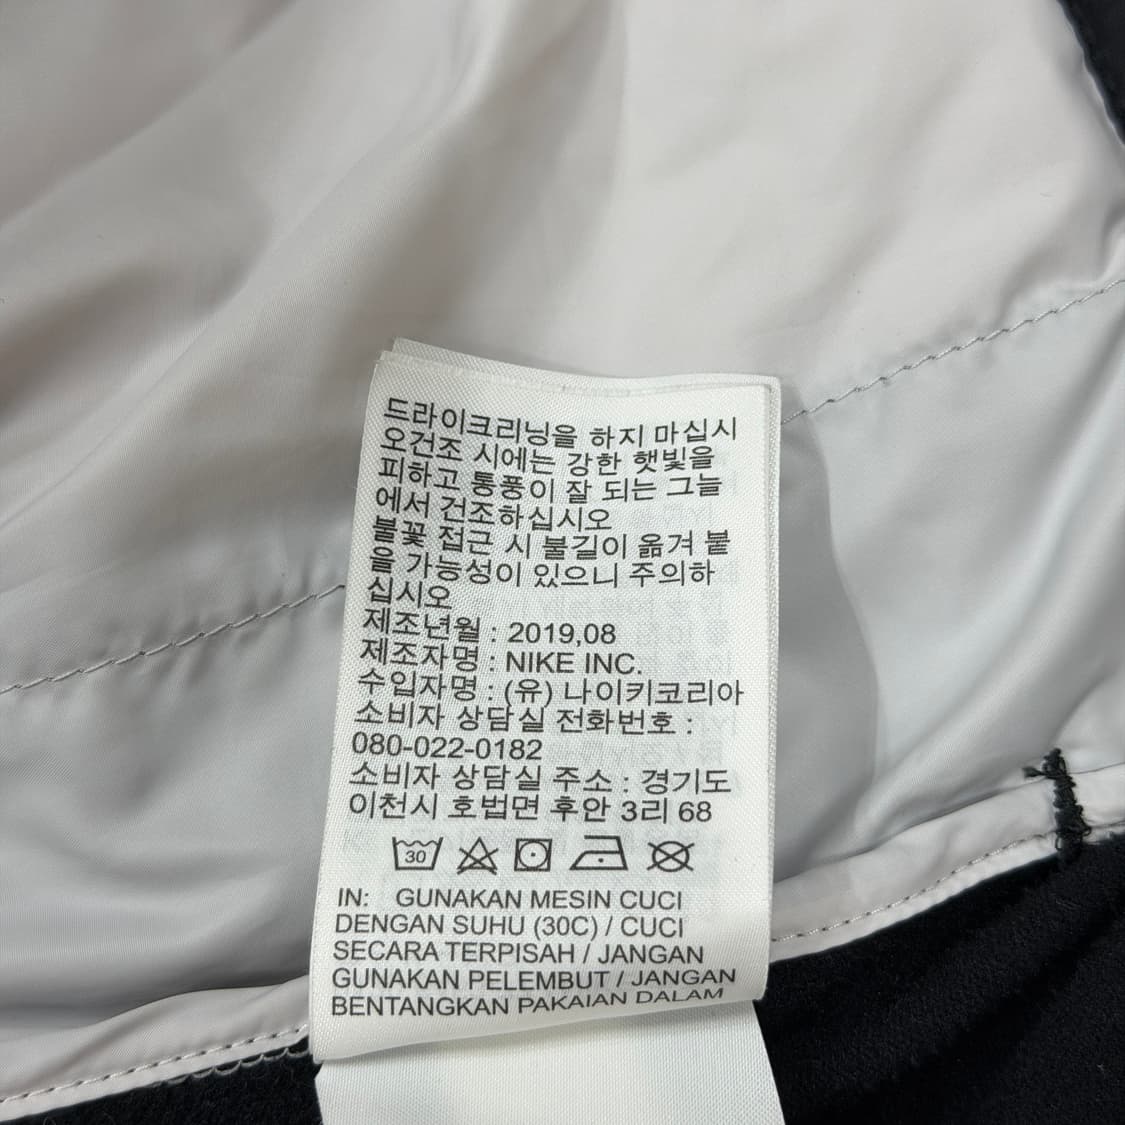 드라이크리닝을 하지 마십시
오건조 시에는 강한 햇빛을
피하고 통풍이 잘 되는 그늘
에서 건조하십시오
불꽃 접근 시 불길이 옮겨 붙
을 가능성이 있으니 주의하
십시오
제조년월 : 2019,08
제조자명 : NIKE INC.
수입자명 : (유) 나이키코리아
소비자 상담실 전화번호 :
080-022-0182
소비자 상담실 주소 : 경기도
이천시 호법면 후안 3리 68
30
IN: GUNAKAN MESIN CUCI
DENGAN SUHU (30C) / CUCI
SECARA TERPISAH / JANGAN
GUNAKAN PELEMBUT / JANGAN
BENTANGKAN PAKAIAN DALAM